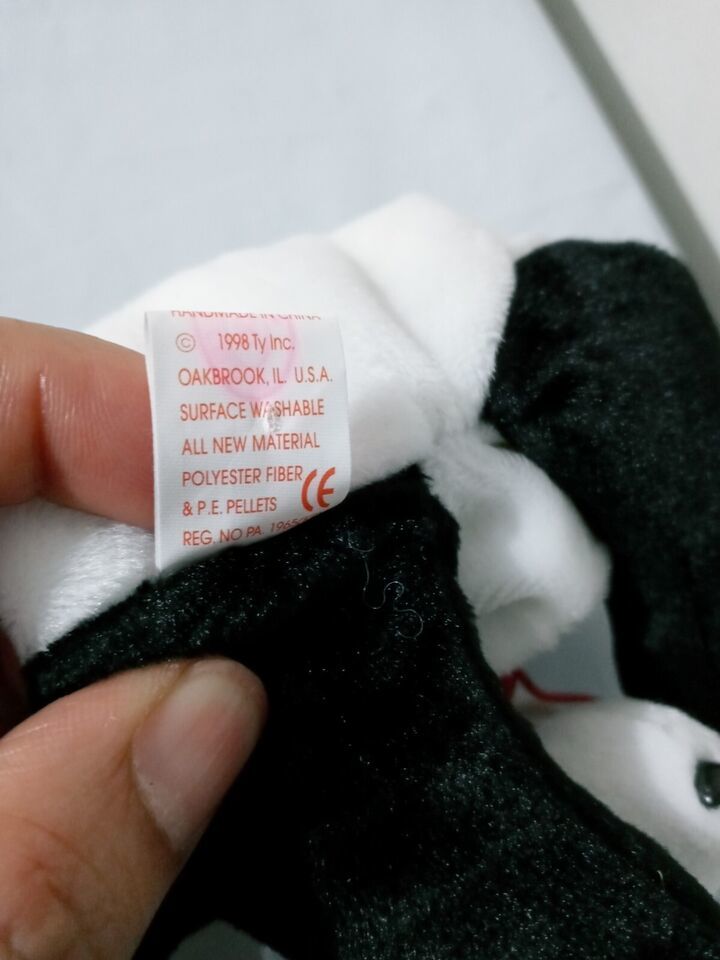 HANDMADE IN CHINA
© 1998 Ty Inc.
OAKBROOK, IL. U.S.A.
SURFACE WASHABLE
ALL NEW MATERIAL
POLYESTER FIBER
& P.E. PELLETS CE
REG. NO PA. 1965